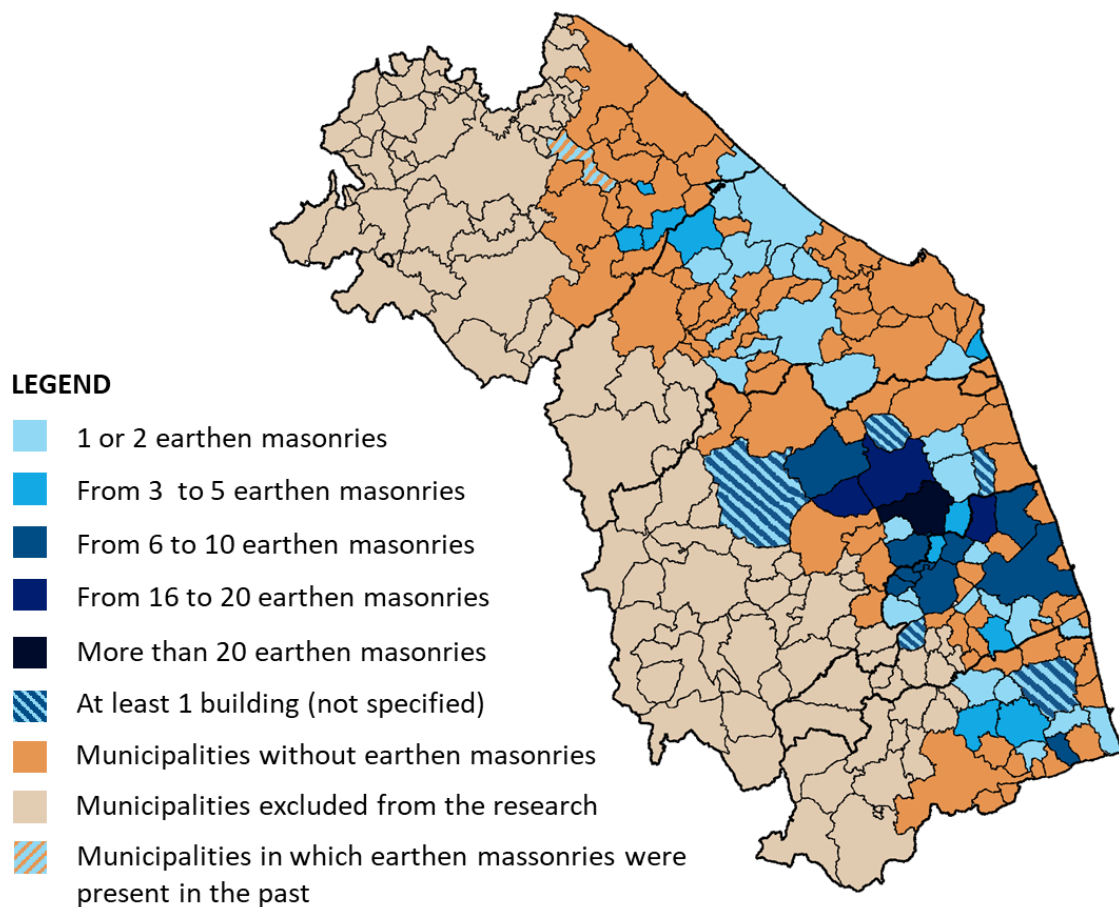 LEGEND
1 or 2 earthen masonries
From 3 to 5 earthen masonries
From 6 to 10 earthen masonries
From 16 to 20 earthen masonries
More than 20 earthen masonries
At least 1 building (not specified)
Municipalities without earthen masonries
Municipalities excluded from the research
Municipalities in which earthen massonries were
present in the past